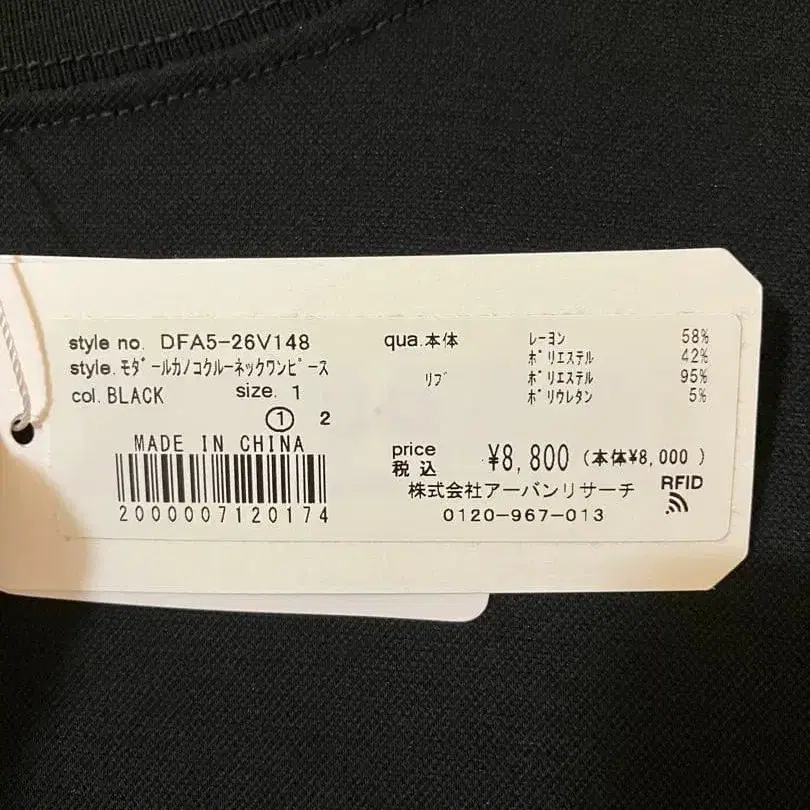 style no. DFA5-26V148
style.ﾓﾀﾞｰﾙｶﾉｺｸﾙｰﾈｯｸﾜﾝﾋﾟｰｽ
col. BLACK size. 1
① 2
MADE IN CHINA
2000007120174
qua.本体 ﾚｰﾖﾝ 58%
ﾎﾟﾘｴｽﾃﾙ 42%
ﾘﾌﾞ ﾎﾟﾘｴｽﾃﾙ 95%
ﾎﾟﾘｳﾚﾀﾝ 5%
price
税込 ¥8,800 (本体¥8,000 )
株式会社アーバンリサーチ
0120-967-013
RFID